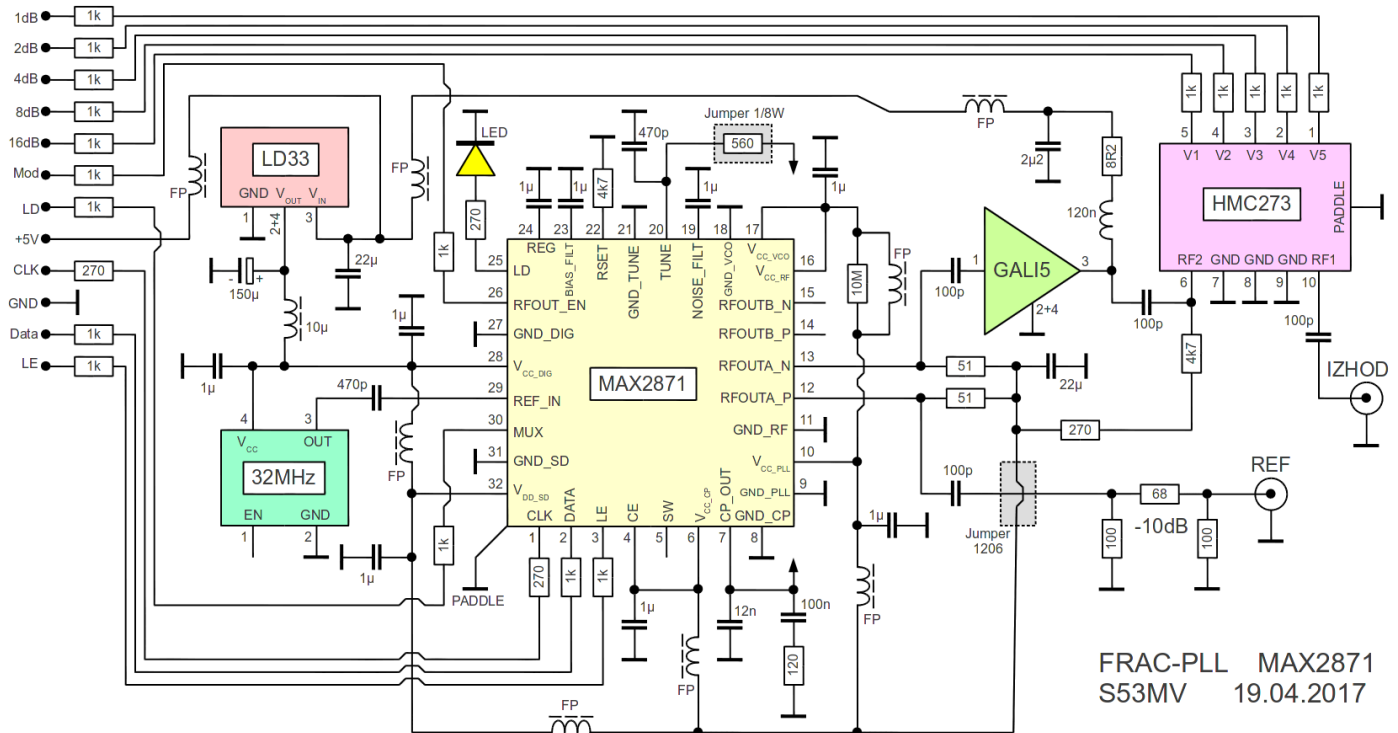 1dB
1k
2dB
1k
4dB
1k
8dB
1k
16dB
1k
Mod
1k
LD
1k
+5V
CLK
270
GND
Data
1k
LE
1k
FP
LD33
GND
V OUT
V IN
1
2+4
3
22µ
- +
150µ
10µ
1µ
1µ
470p
4
3
V CC
OUT
32MHz
EN
GND
1
2
1µ
FP
FP
1k
1k
LED
270
1µ
1µ
4k7
470p
Jumper 1/8W
560
1µ
1µ
24
23
22
21
20
19
18
17
REG
BIAS_FILT
RSET
GND_TUNE
TUNE
NOISE_FILT
GND_VCO
V CC_VCO
25
LD
26
RFOUT_EN
27
GND_DIG
28
V CC_DIG
29
REF_IN
30
MUX
31
GND_SD
32
V DD_SD
MAX2871
V CC_RF
16
RFOUTB_N
15
RFOUTB_P
14
RFOUTA_N
13
RFOUTA_P
12
GND_RF
11
V CC_PLL
10
GND_PLL
9
CLK
DATA
LE
CE
SW
V CC_CP
CP_OUT
GND_CP
1
2
3
4
5
6
7
8
PADDLE
270
1k
1k
1µ
FP
12n
100n
120
FP
10M
FP
1µ
FP
FP
2µ2
8R2
120n
100p
1
GALI5
3
2+4
100p
51
51
22µ
270
4k7
1k
1k
1k
1k
1k
5
4
3
2
1
V1
V2
V3
V4
V5
HMC273
PADDLE
RF2
GND
GND
GND
RF1
6
7
8
9
10
100p
IZHOD
100p
Jumper
1206
68
-10dB
100
100
REF
FRAC-PLL MAX2871
S53MV 19.04.2017